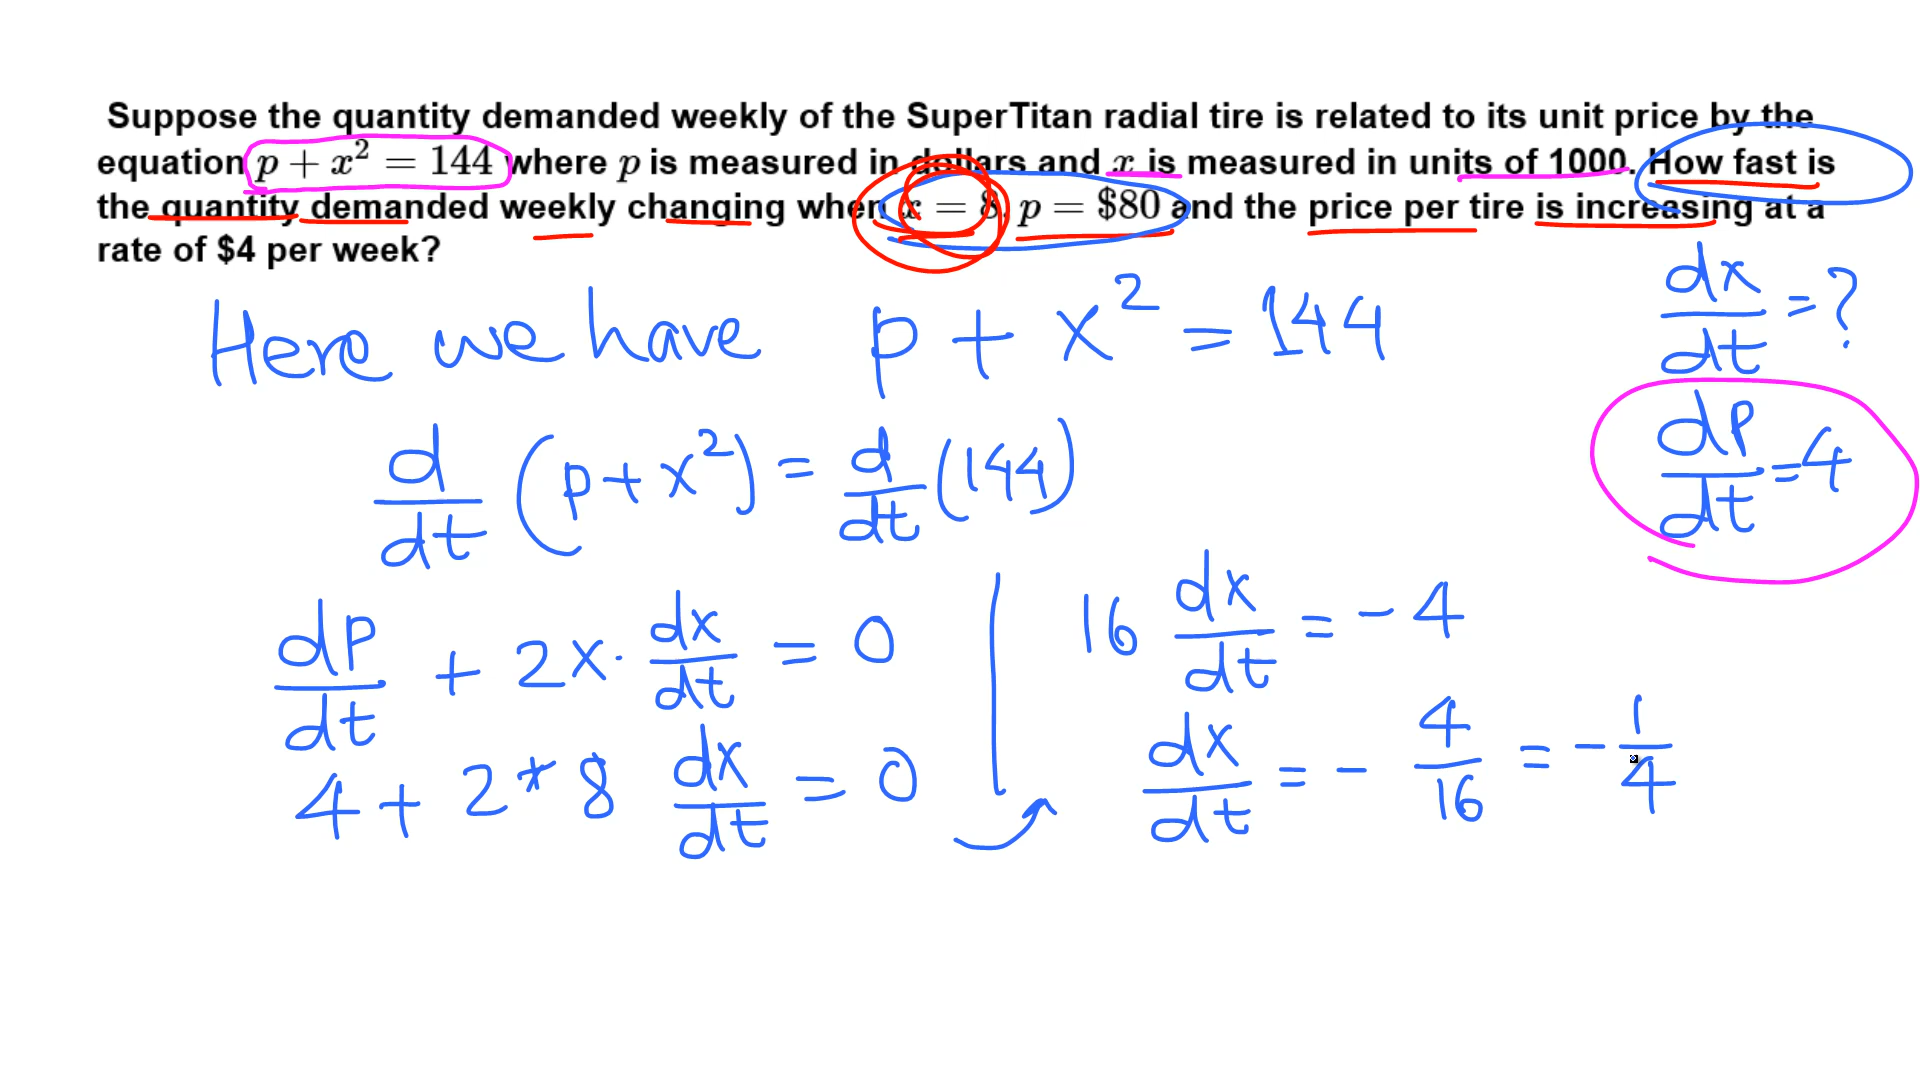 Suppose the quantity demanded weekly of the SuperTitan radial tire is related to its unit price by the
equation p + x² = 144 where p is measured in dollars and x is measured in units of 1000. How fast is
the quantity demanded weekly changing when x = 8, p = $80 and the price per tire is increasing at a
rate of $4 per week?
Here we have p + x² = 144
dx/dt = ?
dp/dt = 4
d/dt (p + x²) = d/dt (144)
dp/dt + 2x · dx/dt = 0
4 + 2 * 8 dx/dt = 0
16 dx/dt = - 4
dx/dt = - 4/16 = - 1/4